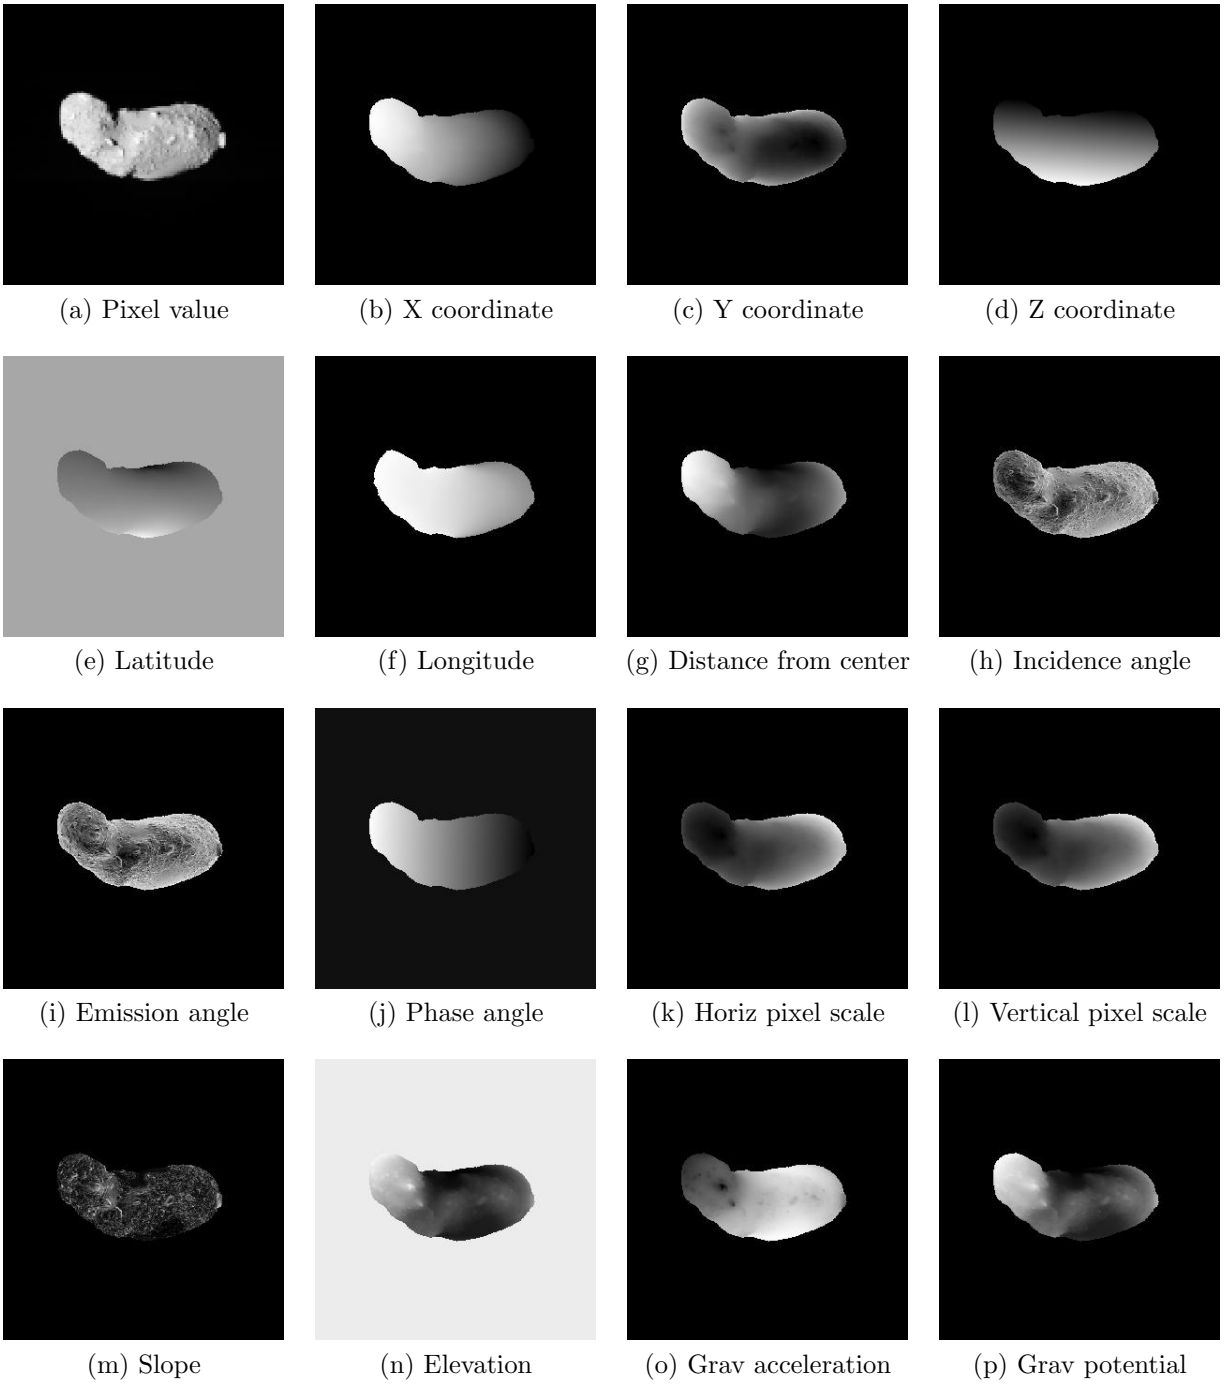 (a) Pixel value
(b) X coordinate
(c) Y coordinate
(d) Z coordinate
(e) Latitude
(f) Longitude
(g) Distance from center
(h) Incidence angle
(i) Emission angle
(j) Phase angle
(k) Horiz pixel scale
(l) Vertical pixel scale
(m) Slope
(n) Elevation
(o) Grav acceleration
(p) Grav potential